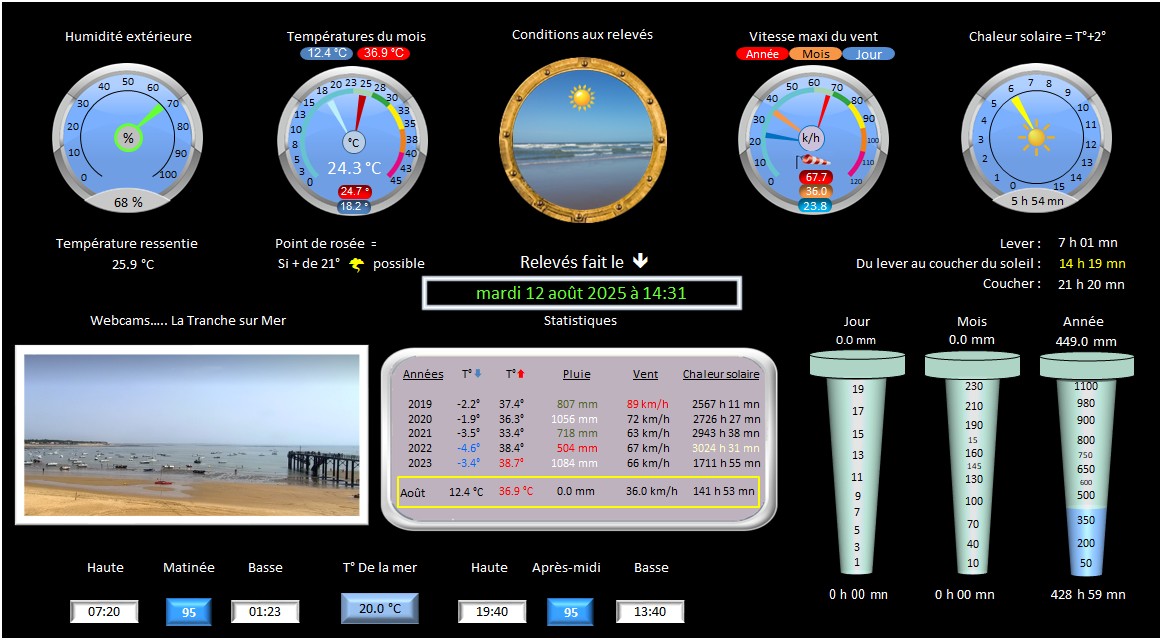 Humidité extérieure
Températures du mois
12.4 °C 36.9 °C
Conditions aux relevés
Vitesse maxi du vent
Année Mois Jour
Chaleur solaire = T°+2°
0 10 20 30 40 50 60 70 80 90 100
%
68 %
0 3 5 8 10 13 15 18 20 23 25 28 30 33 35 38 40 43 45
°C
24.3 °C
24.7 °
18.2 °
0 10 20 30 40 50 60 70 80 90 100 110 120
k/h
67.7
36.0
23.8
0 1 2 3 4 5 6 7 8 9 10 11 12 13 14 15
5 h 54 mn
Température ressentie
25.9 °C
Point de rosée =
Si + de 21° possible
Relevés fait le
mardi 12 août 2025 à 14:31
Lever : 7 h 01 mn
Du lever au coucher du soleil : 14 h 19 mn
Coucher : 21 h 20 mn
Webcams….. La Tranche sur Mer
Statistiques
Années T° T° Pluie Vent Chaleur solaire
2019 -2.2° 37.4° 807 mm 89 km/h 2567 h 11 mn
2020 -1.9° 36.3° 1056 mm 72 km/h 2726 h 27 mn
2021 -3.5° 33.4° 718 mm 63 km/h 2943 h 38 mn
2022 -4.6° 38.4° 504 mm 67 km/h 3024 h 31 mn
2023 -3.4° 38.7° 1084 mm 66 km/h 1711 h 55 mn
Août 12.4 °C 36.9 °C 0.0 mm 36.0 km/h 141 h 53 mn
Jour
0.0 mm
19
17
15
13
11
9
7
5
3
1
0 h 00 mn
Mois
0.0 mm
230
210
190
15
160
145
130
100
70
40
10
0 h 00 mn
Année
449.0 mm
1100
980
900
800
750
650
600
500
350
200
50
428 h 59 mn
Haute Matinée Basse
07:20 95 01:23
T° De la mer
20.0 °C
Haute Après-midi Basse
19:40 95 13:40